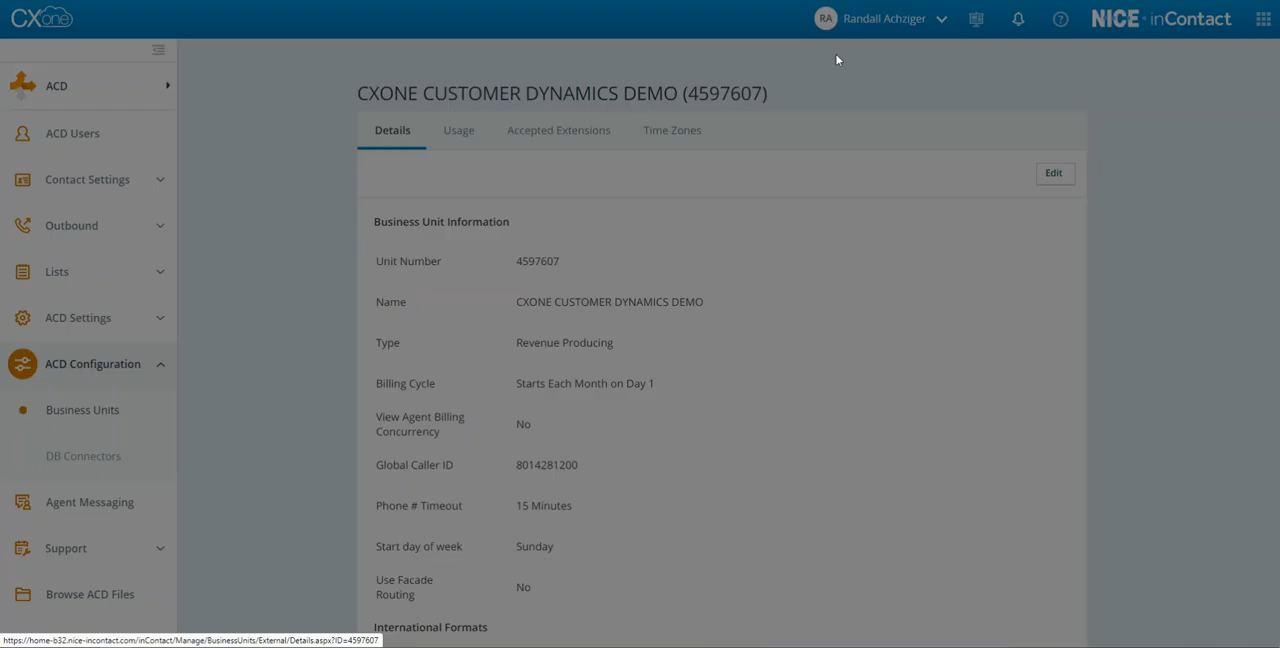 CXone
RA Randall Achziger
NICE inContact
ACD
ACD Users
Contact Settings
Outbound
Lists
ACD Settings
ACD Configuration
Business Units
DB Connectors
Agent Messaging
Support
Browse ACD Files
CXONE CUSTOMER DYNAMICS DEMO (4597607)
Details Usage Accepted Extensions Time Zones
Edit
Business Unit Information
Unit Number 4597607
Name CXONE CUSTOMER DYNAMICS DEMO
Type Revenue Producing
Billing Cycle Starts Each Month on Day 1
View Agent Billing
Concurrency No
Global Caller ID 8014281200
Phone # Timeout 15 Minutes
Start day of week Sunday
Use Facade
Routing No
International Formats
https://home-b32.nice-incontact.com/inContact/Manage/BusinessUnits/External/Details.aspx?ID=4597607